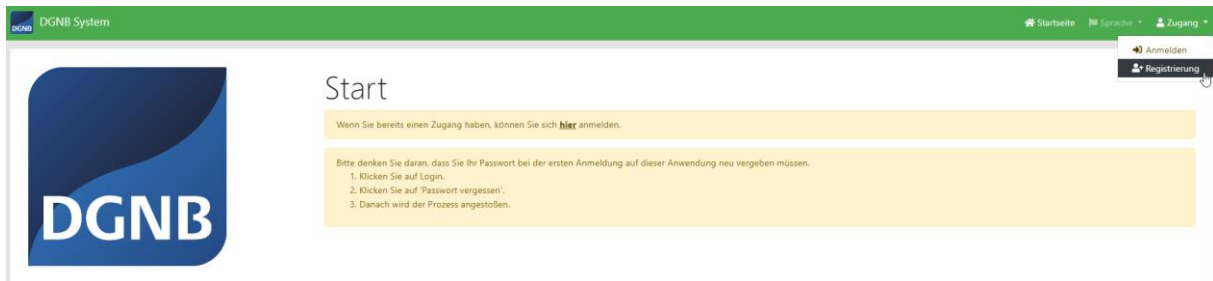 DGNB DGNB System Startseite Sprache Zugang
Anmelden
Registrierung
Start
Wenn Sie bereits einen Zugang haben, können Sie sich hier anmelden.
Bitte denken Sie daran, dass Sie Ihr Passwort bei der ersten Anmeldung auf dieser Anwendung neu vergeben müssen.
1. Klicken Sie auf Login.
2. Klicken Sie auf 'Passwort vergessen'.
3. Danach wird der Prozess angestoßen.
DGNB